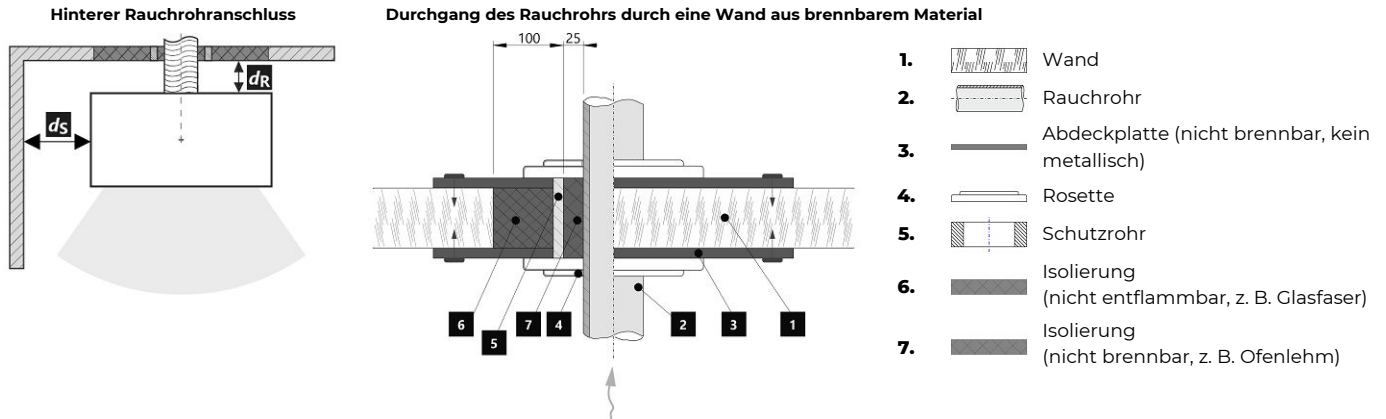 Hinterer Rauchrohranschluss
dR
dS
Durchgang des Rauchrohrs durch eine Wand aus brennbarem Material
100
25
6
5
7
4
2
3
1
1. Wand
2. Rauchrohr
3. Abdeckplatte (nicht brennbar, kein
metallisch)
4. Rosette
5. Schutzrohr
6. Isolierung
(nicht entflammbar, z. B. Glasfaser)
7. Isolierung
(nicht brennbar, z. B. Ofenlehm)